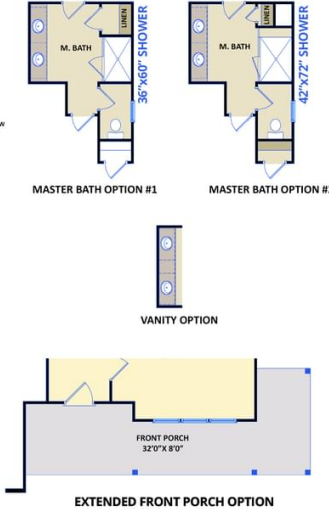 LINEN
M. BATH
36"x60" SHOWER
MASTER BATH OPTION #1
LINEN
M. BATH
42"x72" SHOWER
MASTER BATH OPTION #
VANITY OPTION
FRONT PORCH
32'0"X 8'0"
EXTENDED FRONT PORCH OPTION